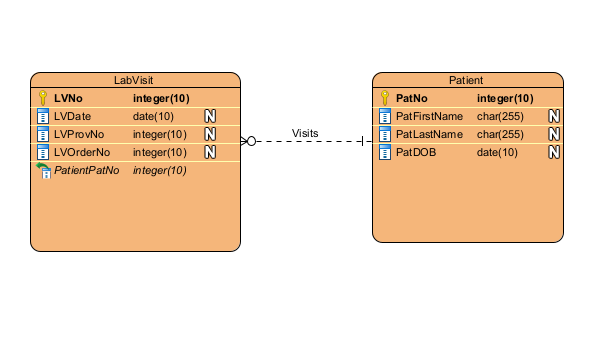 LabVisit
LVNo integer(10)
LVDate date(10) N
LVProvNo integer(10) N
LVOrderNo integer(10) N
PatientPatNo integer(10)
Visits
Patient
PatNo integer(10)
PatFirstName char(255) N
PatLastName char(255) N
PatDOB date(10) N